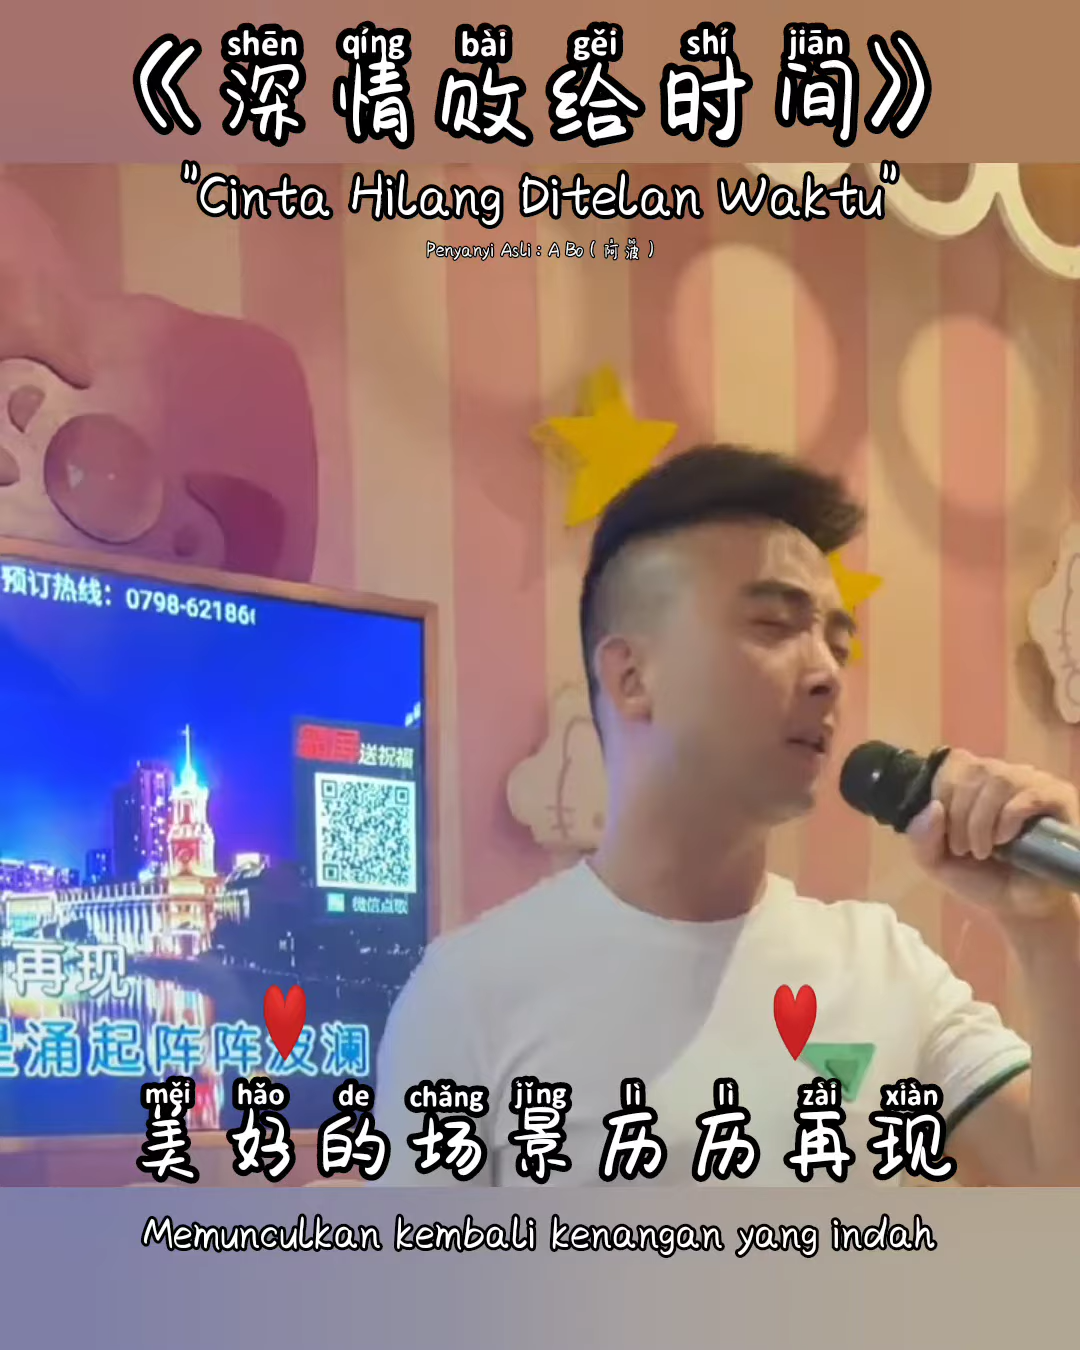 shēn qíng bài gěi shí jiān
《深情败给时间》
"Cinta Hilang Ditelan Waktu"
Penyanyi Asli : A Bo ( 阿菠 )
预订热线：0798-62186
送祝福
微信点歌
再现
涌起阵阵波澜
měi hǎo de chǎng jǐng lì lì zài xiàn
美好的场景历历再现
Memunculkan kembali kenangan yang indah